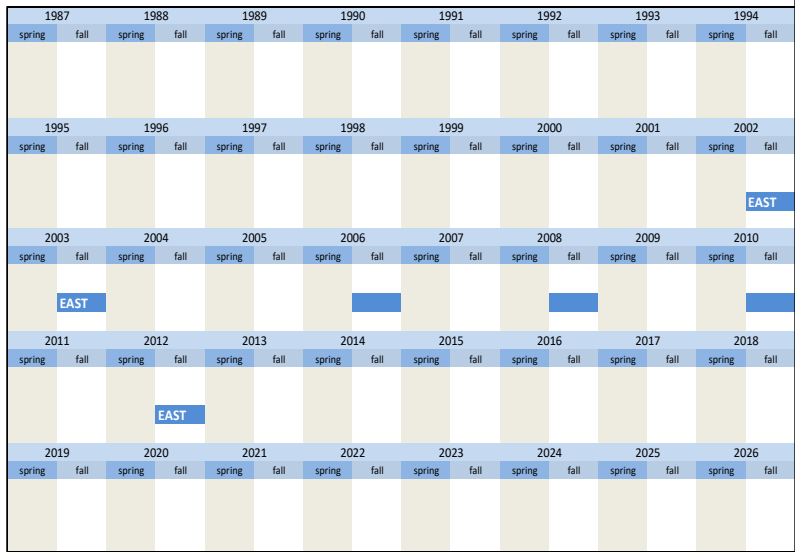 1987 1988 1989 1990 1991 1992 1993 1994
spring fall spring fall spring fall spring fall spring fall spring fall spring fall spring fall
1995 1996 1997 1998 1999 2000 2001 2002
spring fall spring fall spring fall spring fall spring fall spring fall spring fall spring fall
EAST
2003 2004 2005 2006 2007 2008 2009 2010
spring fall spring fall spring fall spring fall spring fall spring fall spring fall spring fall
EAST
2011 2012 2013 2014 2015 2016 2017 2018
spring fall spring fall spring fall spring fall spring fall spring fall spring fall spring fall
EAST
2019 2020 2021 2022 2023 2024 2025 2026
spring fall spring fall spring fall spring fall spring fall spring fall spring fall spring fall